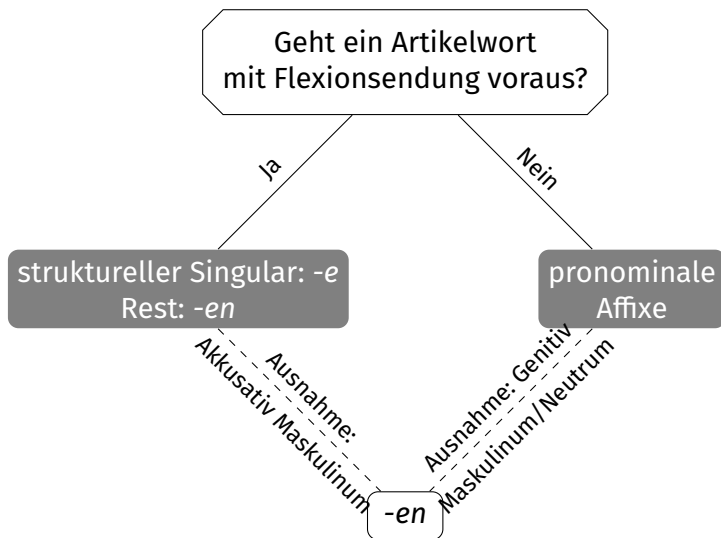 Geht ein Artikelwort
mit Flexionsendung voraus?
Ja
Nein
struktureller Singular: -e
Rest: -en
pronominale
Affixe
Ausnahme:
Akkusativ Maskulinum
Ausnahme: Genitiv
Maskulinum/Neutrum
-en